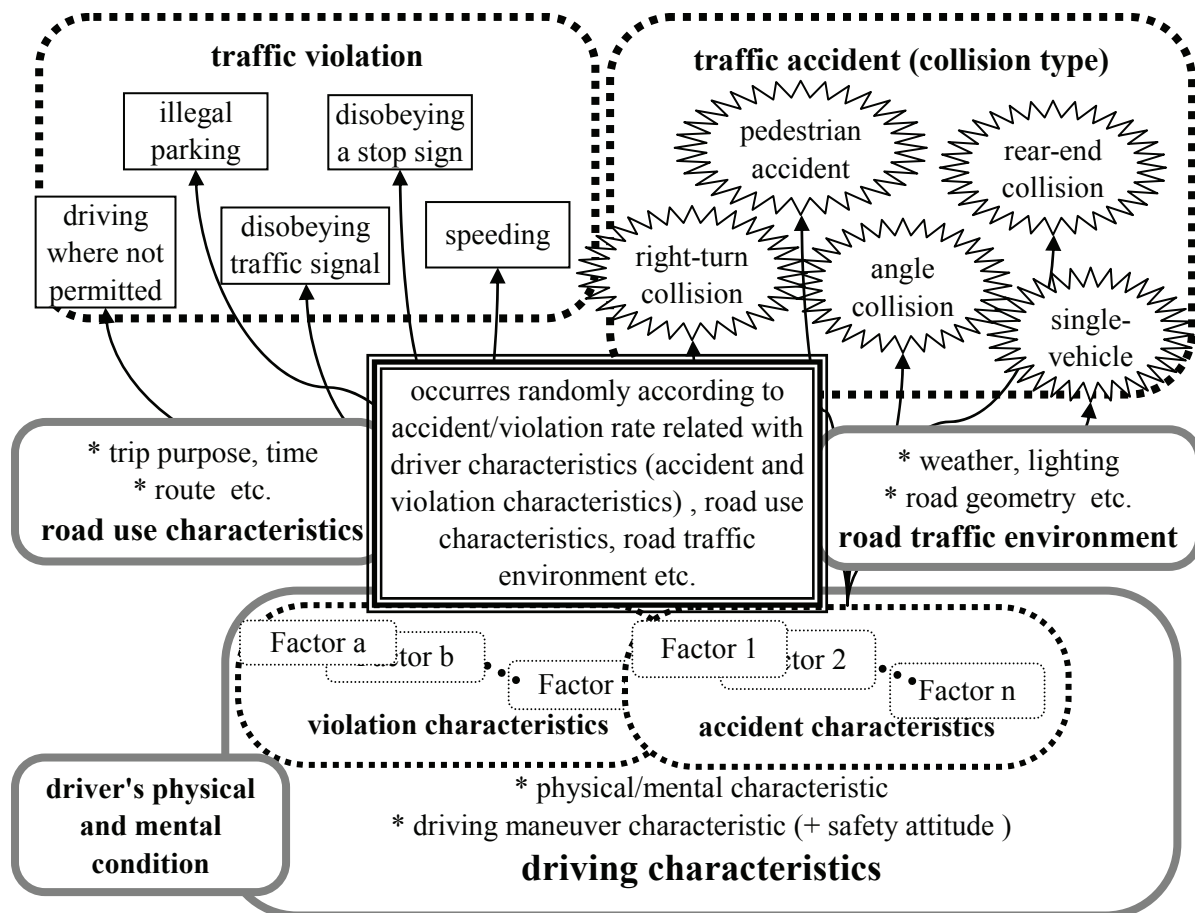 traffic violation
illegal
parking
disobeying
a stop sign
driving
where not
permitted
disobeying
traffic signal
speeding
traffic accident (collision type)
pedestrian
accident
rear-end
collision
right-turn
collision
angle
collision
single-
vehicle
occurres randomly according to
accident/violation rate related with
driver characteristics (accident and
violation characteristics) , road use
characteristics, road traffic
environment etc.
* trip purpose, time
* route etc.
road use characteristics
* weather, lighting
* road geometry etc.
road traffic environment
Factor a
b
Factor
violation characteristics
Factor 1
tor 2
Factor n
accident characteristics
driver's physical
and mental
condition
* physical/mental characteristic
* driving maneuver characteristic (+ safety attitude )
driving characteristics